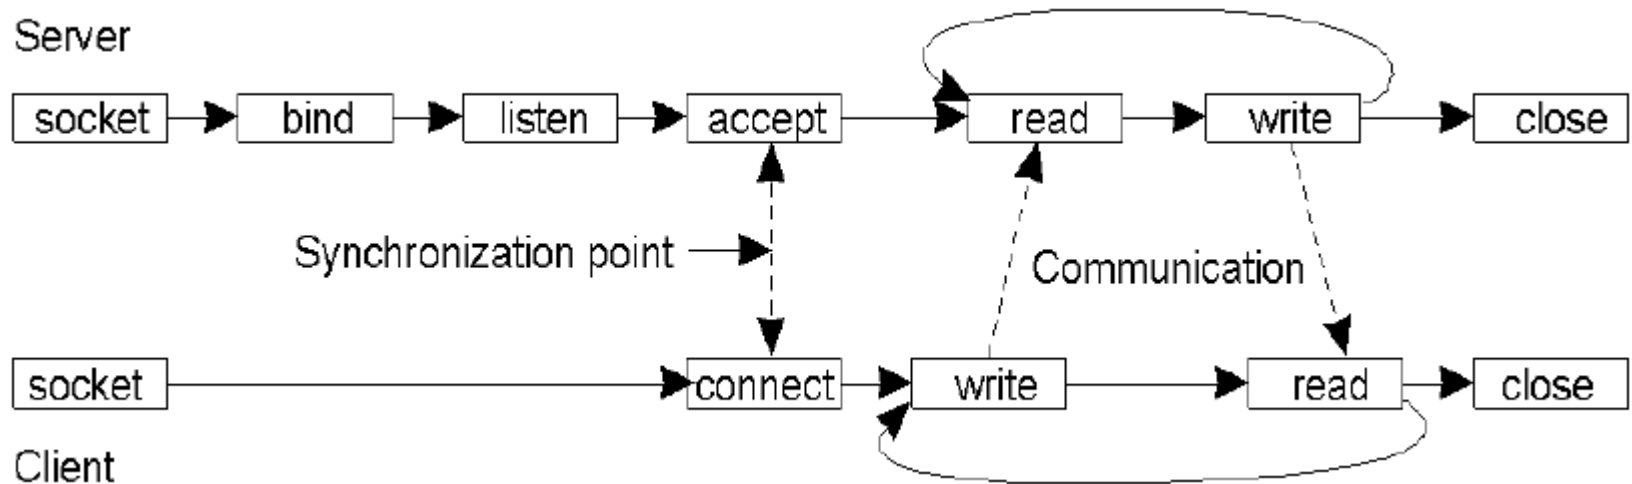 Server
socket bind listen accept read write close
Synchronization point
Communication
socket connect write read close
Client